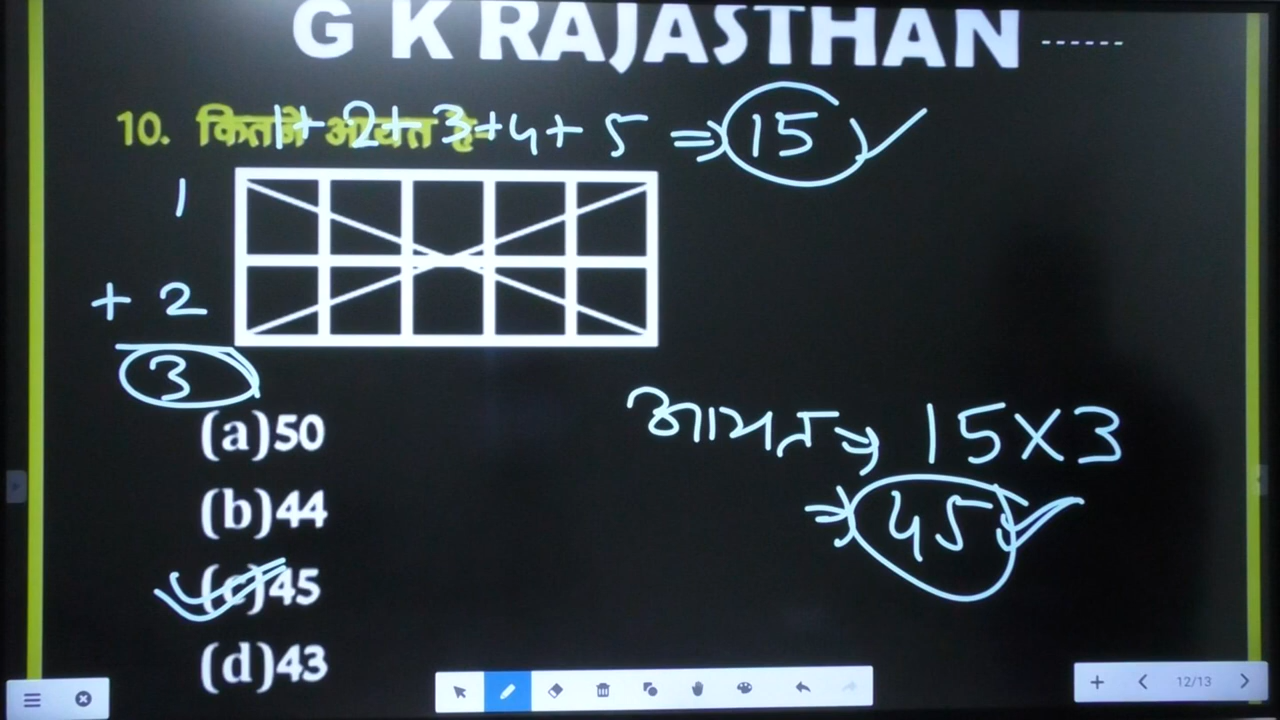 G K RAJASTHAN ------
10. कितने आयत है-
1+ 2+ 3+4+ 5 ⇒ 15 ✓
1
+ 2
3
(a)50
(b)44
(c)45
(d)43
आयत ⇒ 15×3
⇒ 45 ✓
12/13